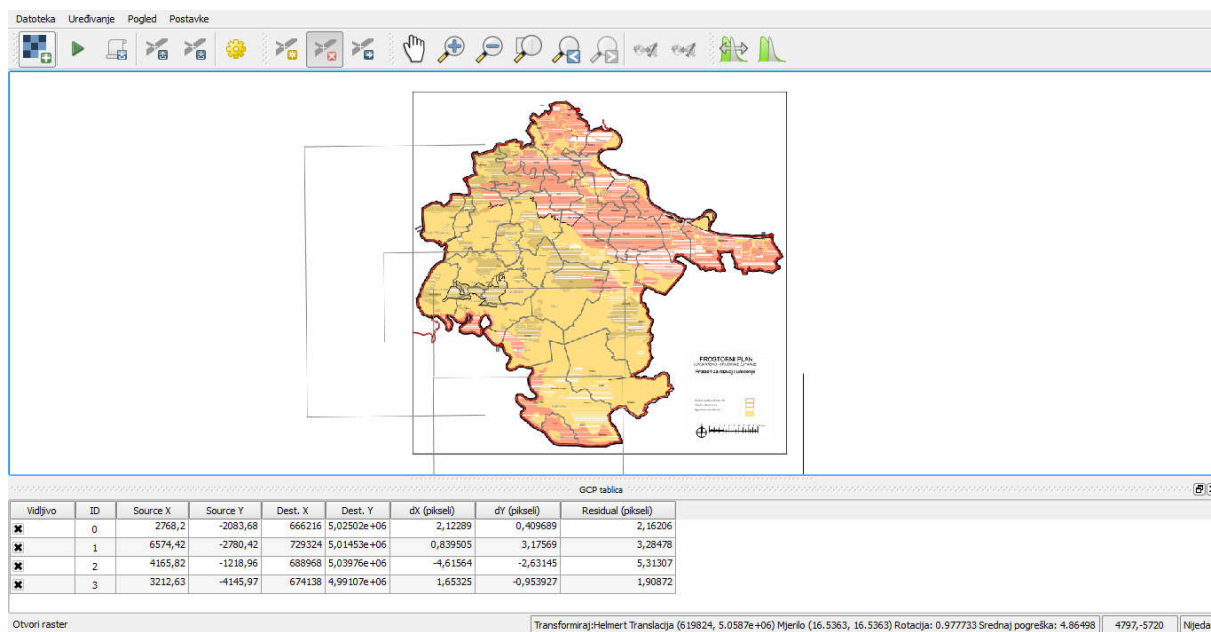 Datoteka Uređivanje Pogled Postavke
PROSTORNI PLAN
GCP tablica
Vidljivo ID Source X Source Y Dest. X Dest. Y dX (pikseli) dY (pikseli) Residual (pikseli)
0 2768,2 -2083,68 666216 5,02502e+06 2,12289 0,409689 2,16206
1 6574,42 -2780,42 729324 5,01453e+06 0,839505 3,17569 3,28478
2 4165,82 -1218,96 688968 5,03976e+06 -4,61564 -2,63145 5,31307
3 3212,63 -4145,97 674138 4,99107e+06 1,65325 -0,953927 1,90872
Otvori raster Transformiraj:Helmert Translacija (619824, 5.0587e+06) Mjerilo (16.5363, 16.5363) Rotacija: 0.977733 Srednaj pogreška: 4.86498 4797,-5720 Nijeda